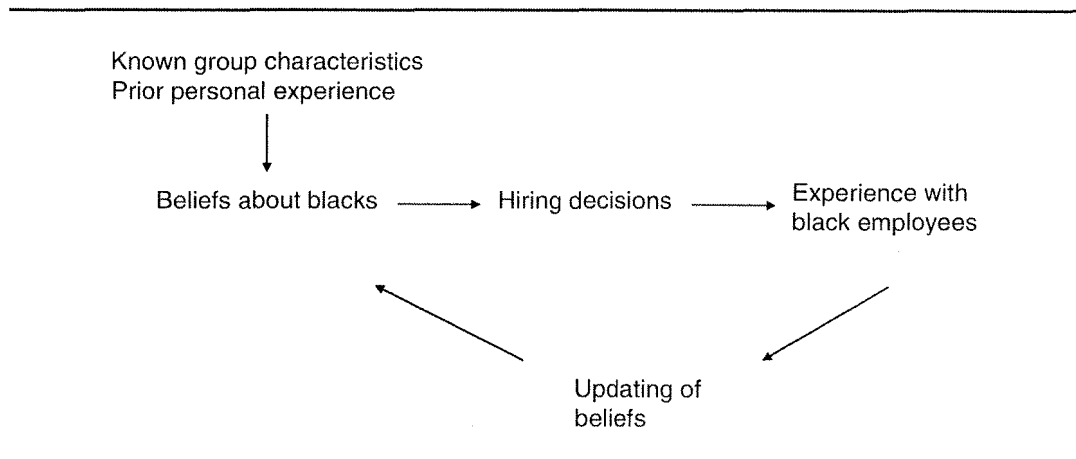 Known group characteristics
Prior personal experience
Beliefs about blacks
Hiring decisions
Experience with
black employees
Updating of
beliefs